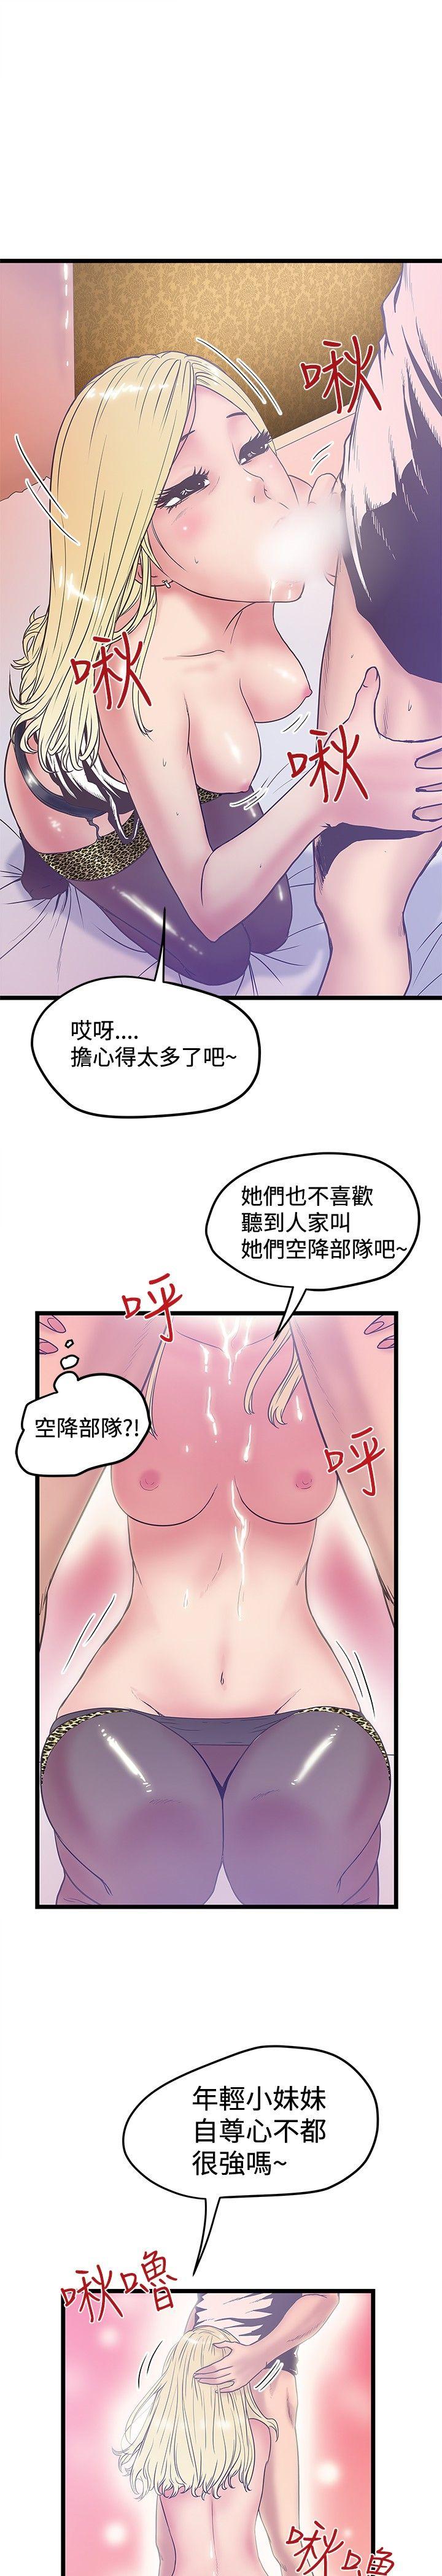 啾
啾
啾
哎呀....
擔心得太多了吧~
她們也不喜歡
聽到人家叫
她們空降部隊吧~
呼
空降部隊?!
呼
年輕小妹妹
自尊心不都
很強嗎~
啾嚕
啾嚕